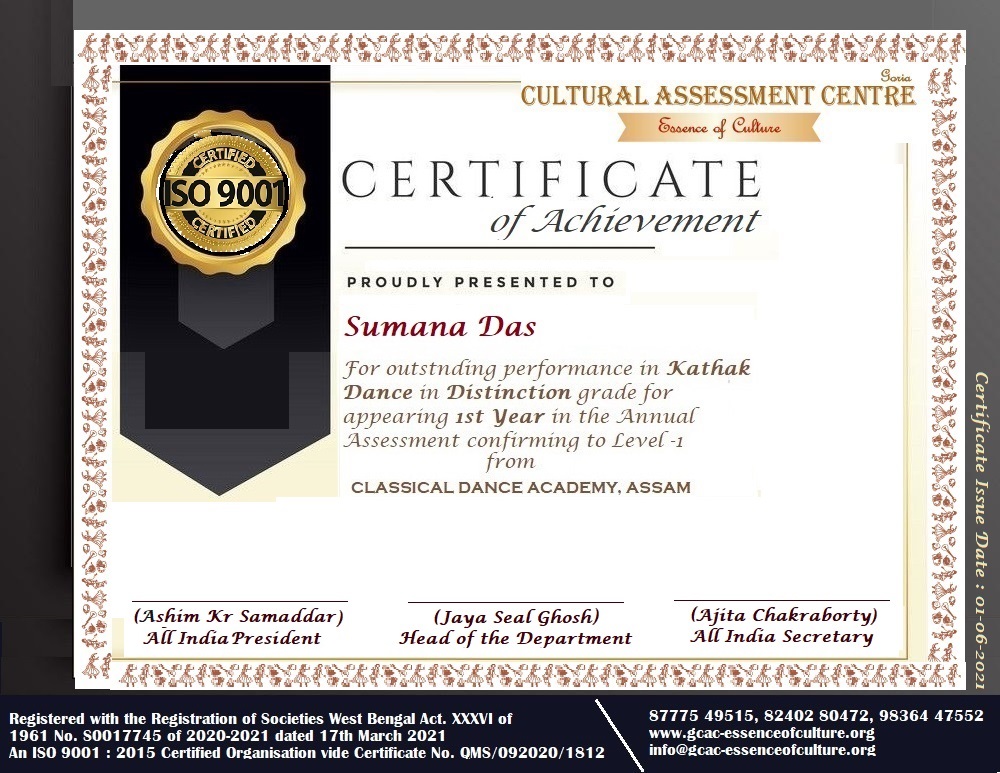 Goria
CULTURAL ASSESSMENT CENTRE
Essence of Culture
CERTIFIED
ISO 9001
CERTIFIED
CERTIFICATE
of Achievement
PROUDLY PRESENTED TO
Sumana Das
For outstnding performance in Kathak
Dance in Distinction grade for
appearing 1st Year in the Annual
Assessment confirming to Level -1
from
CLASSICAL DANCE ACADEMY, ASSAM
Certificate Issue Date : 01-06-2021
(Ashim Kr Samaddar)
All India President
(Jaya Seal Ghosh)
Head of the Department
(Ajita Chakraborty)
All India Secretary
Registered with the Registration of Societies West Bengal Act. XXXVI of
1961 No. S0017745 of 2020-2021 dated 17th March 2021
An ISO 9001 : 2015 Certified Organisation vide Certificate No. QMS/092020/1812
87775 49515, 82402 80472, 98364 47552
www.gcac-essenceofculture.org
info@gcac-essenceofculture.org